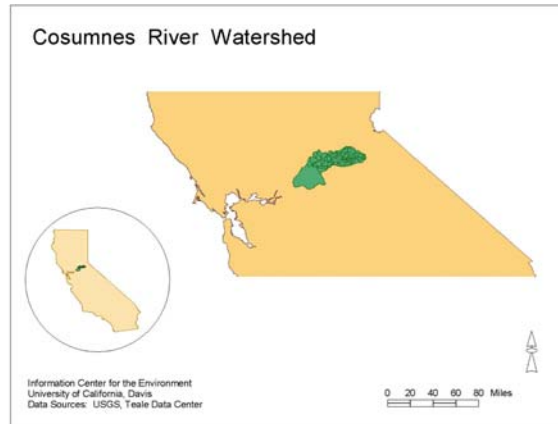 Cosumnes River Watershed
Information Center for the Environment
University of California, Davis
Data Sources: USGS, Teale Data Center
0 20 40 60 80 Miles